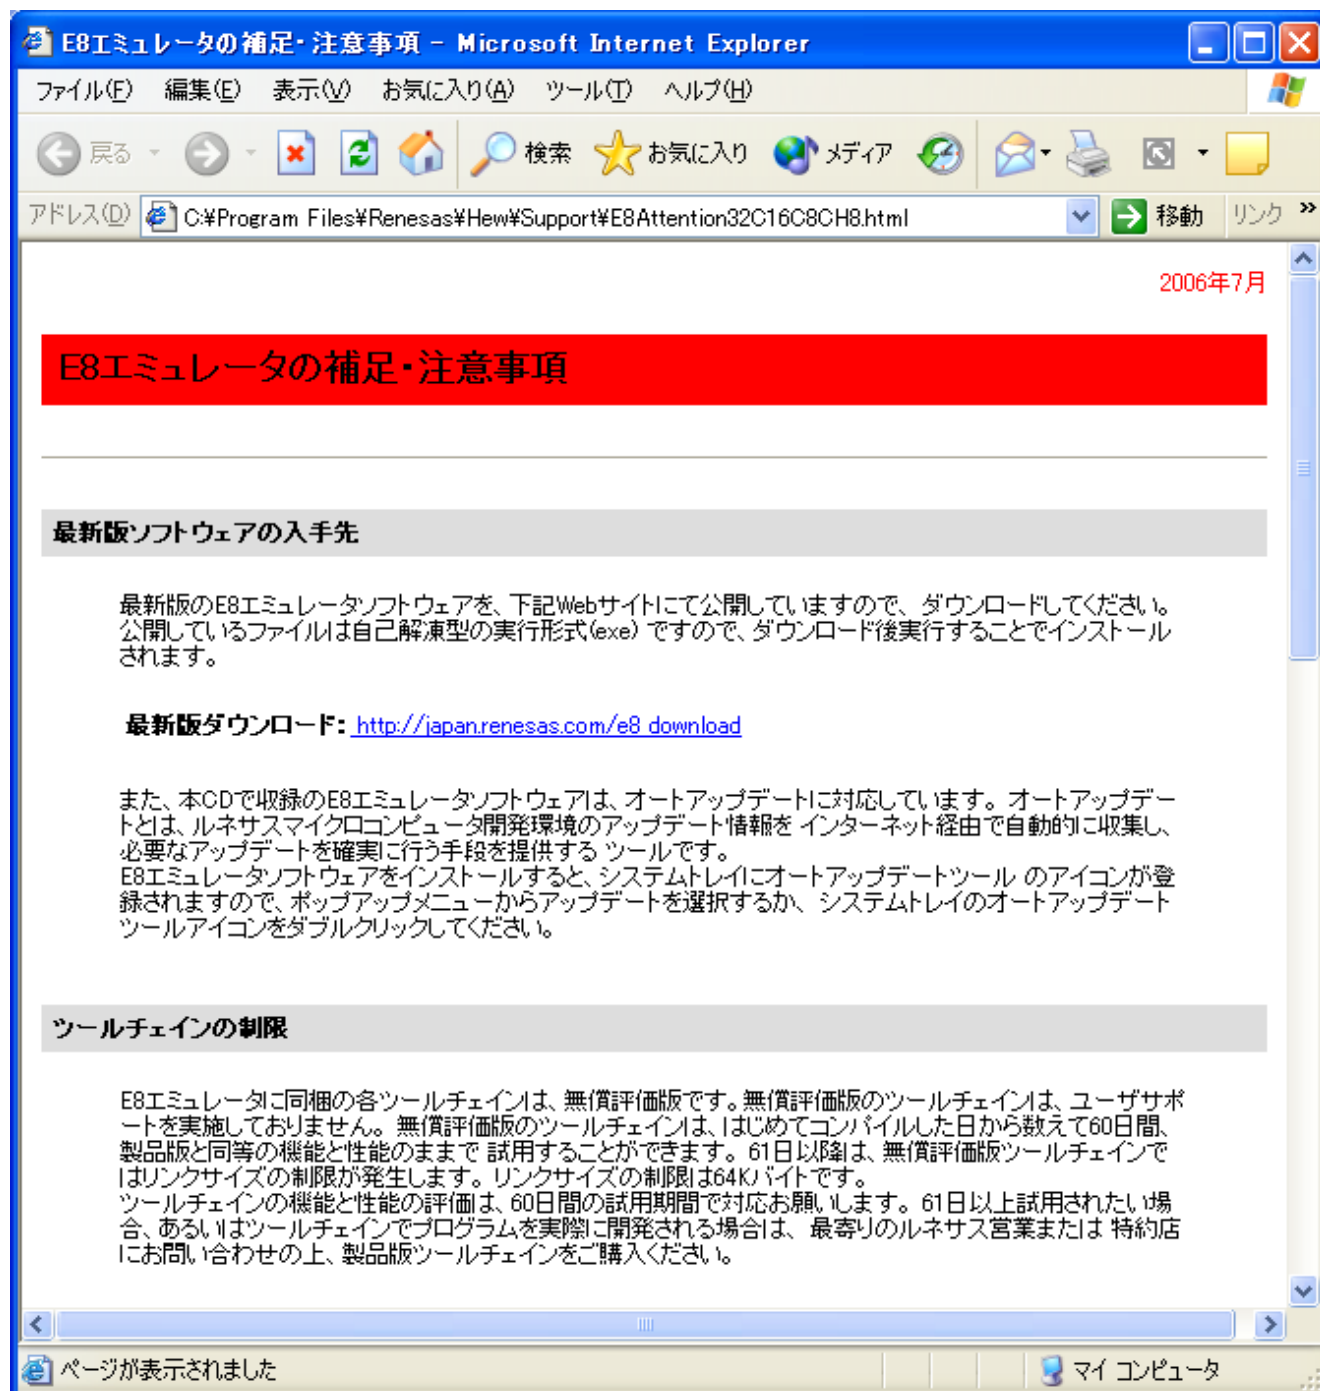 E8エミュレータの補足・注意事項 - Microsoft Internet Explorer
ファイル(F) 編集(E) 表示(V) お気に入り(A) ツール(T) ヘルプ(H)
戻る 検索 お気に入り メディア
アドレス(D) C:¥Program Files¥Renesas¥Hew¥Support¥E8Attention32C16C8CH8.html 移動 リンク »
2006年7月
E8エミュレータの補足・注意事項
最新版ソフトウェアの入手先
最新版のE8エミュレータソフトウェアを、下記Webサイトにて公開していますので、ダウンロードしてください。
公開しているファイルは自己解凍型の実行形式(exe) ですので、ダウンロード後実行することでインストール
されます。
最新版ダウンロード: http://japan.renesas.com/e8_download
また、本CDで収録のE8エミュレータソフトウェアは、オートアップデートに対応しています。オートアップデー
トとは、ルネサスマイクロコンピュータ開発環境のアップデート情報を インターネット経由で自動的に収集し、
必要なアップデートを確実に行う手段を提供する ツールです。
E8エミュレータソフトウェアをインストールすると、システムトレイにオートアップデートツール のアイコンが登
録されますので、ポップアップメニューからアップデートを選択するか、システムトレイのオートアップデート
ツールアイコンをダブルクリックしてください。
ツールチェインの制限
E8エミュレータに同梱の各ツールチェインは、無償評価版です。無償評価版のツールチェインは、ユーザサポ
ートを実施しておりません。無償評価版のツールチェインは、はじめてコンパイルした日から数えて60日間、
製品版と同等の機能と性能のままで 試用することができます。61日以降は、無償評価版ツールチェインで
はリンクサイズの制限が発生します。リンクサイズの制限は64Kバイトです。
ツールチェインの機能と性能の評価は、60日間の試用期間で対応お願いします。61日以上試用されたい場
合、あるいはツールチェインでプログラムを実際に開発される場合は、最寄りのルネサス営業または 特約店
にお問い合わせの上、製品版ツールチェインをご購入ください。
ページが表示されました マイ コンピュータ